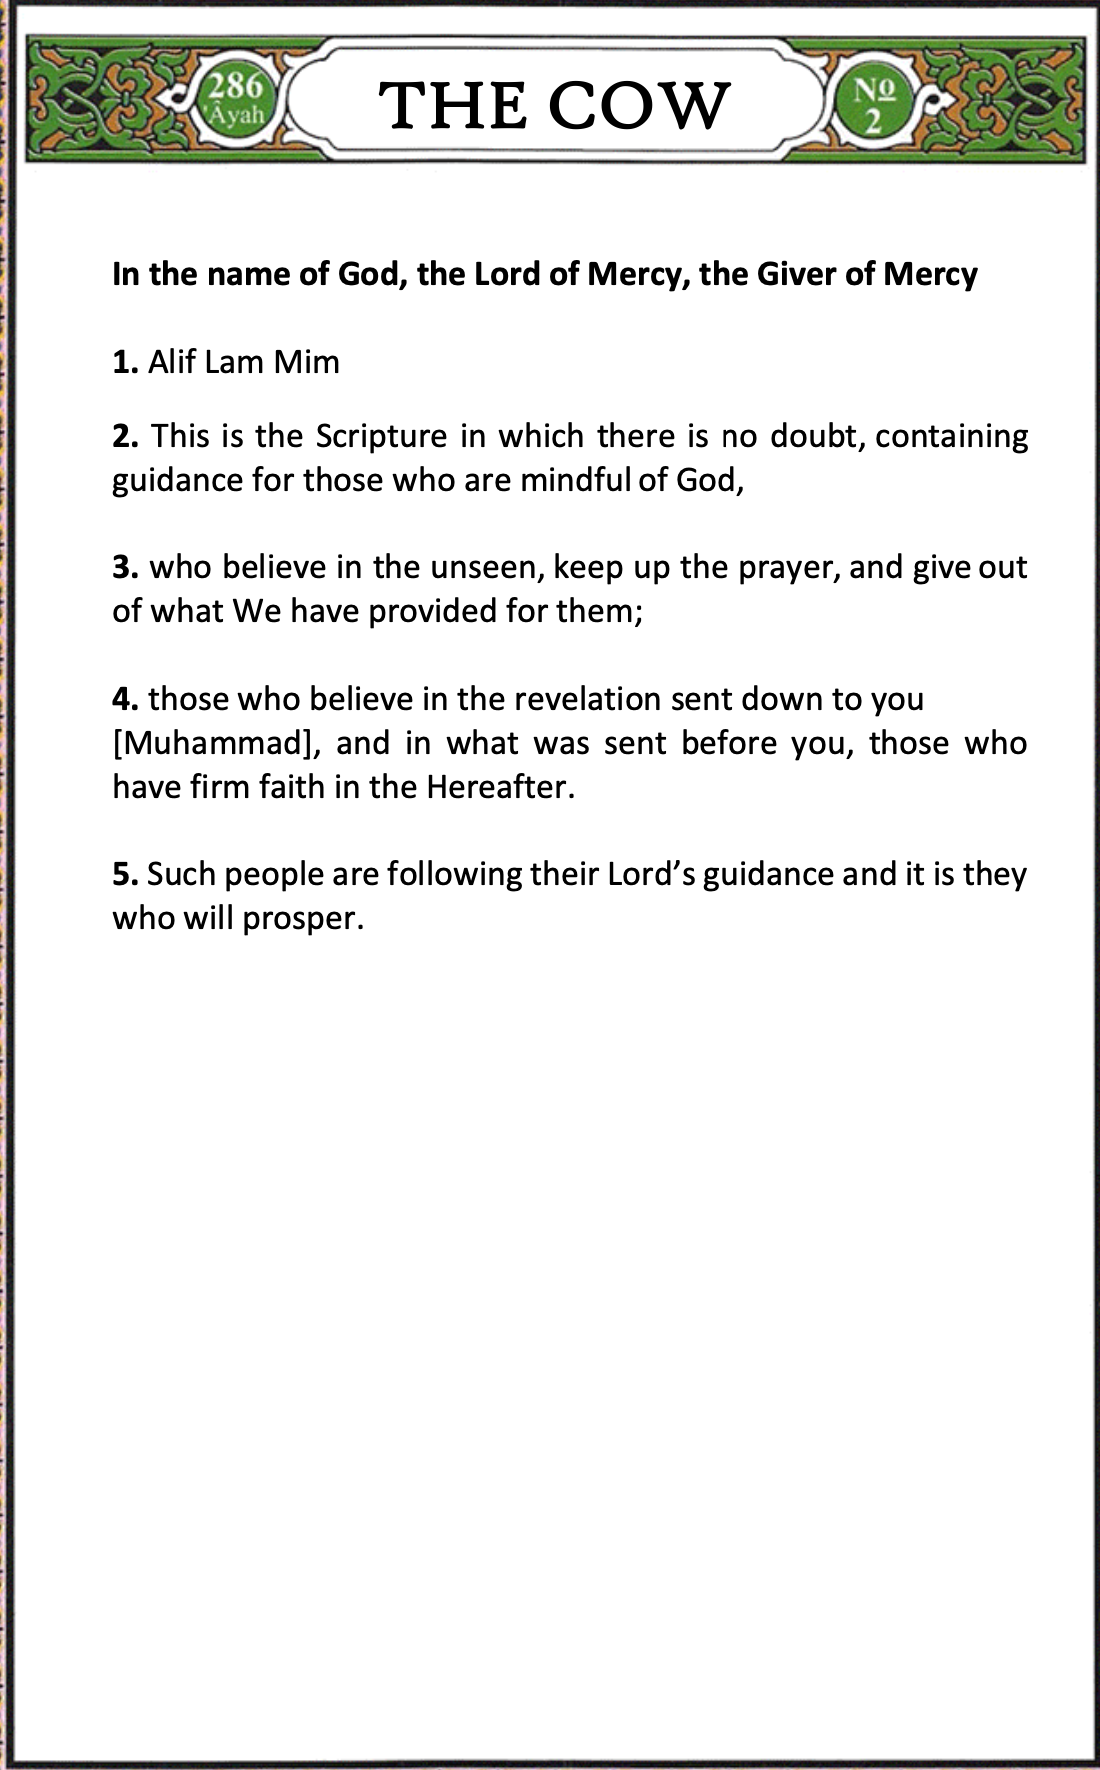 286
'Âyah
THE COW
Nº
2
In the name of God, the Lord of Mercy, the Giver of Mercy
1. Alif Lam Mim
2. This is the Scripture in which there is no doubt, containing
guidance for those who are mindful of God,
3. who believe in the unseen, keep up the prayer, and give out
of what We have provided for them;
4. those who believe in the revelation sent down to you
[Muhammad], and in what was sent before you, those who
have firm faith in the Hereafter.
5. Such people are following their Lord’s guidance and it is they
who will prosper.